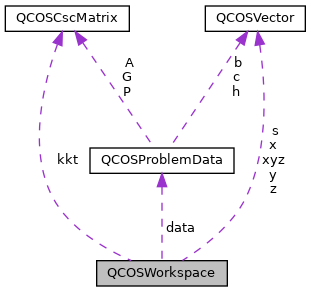 QCOSCscMatrix
QCOSVector
A
G
P
b
c
h
kkt
s
x
xyz
y
z
QCOSProblemData
data
QCOSWorkspace